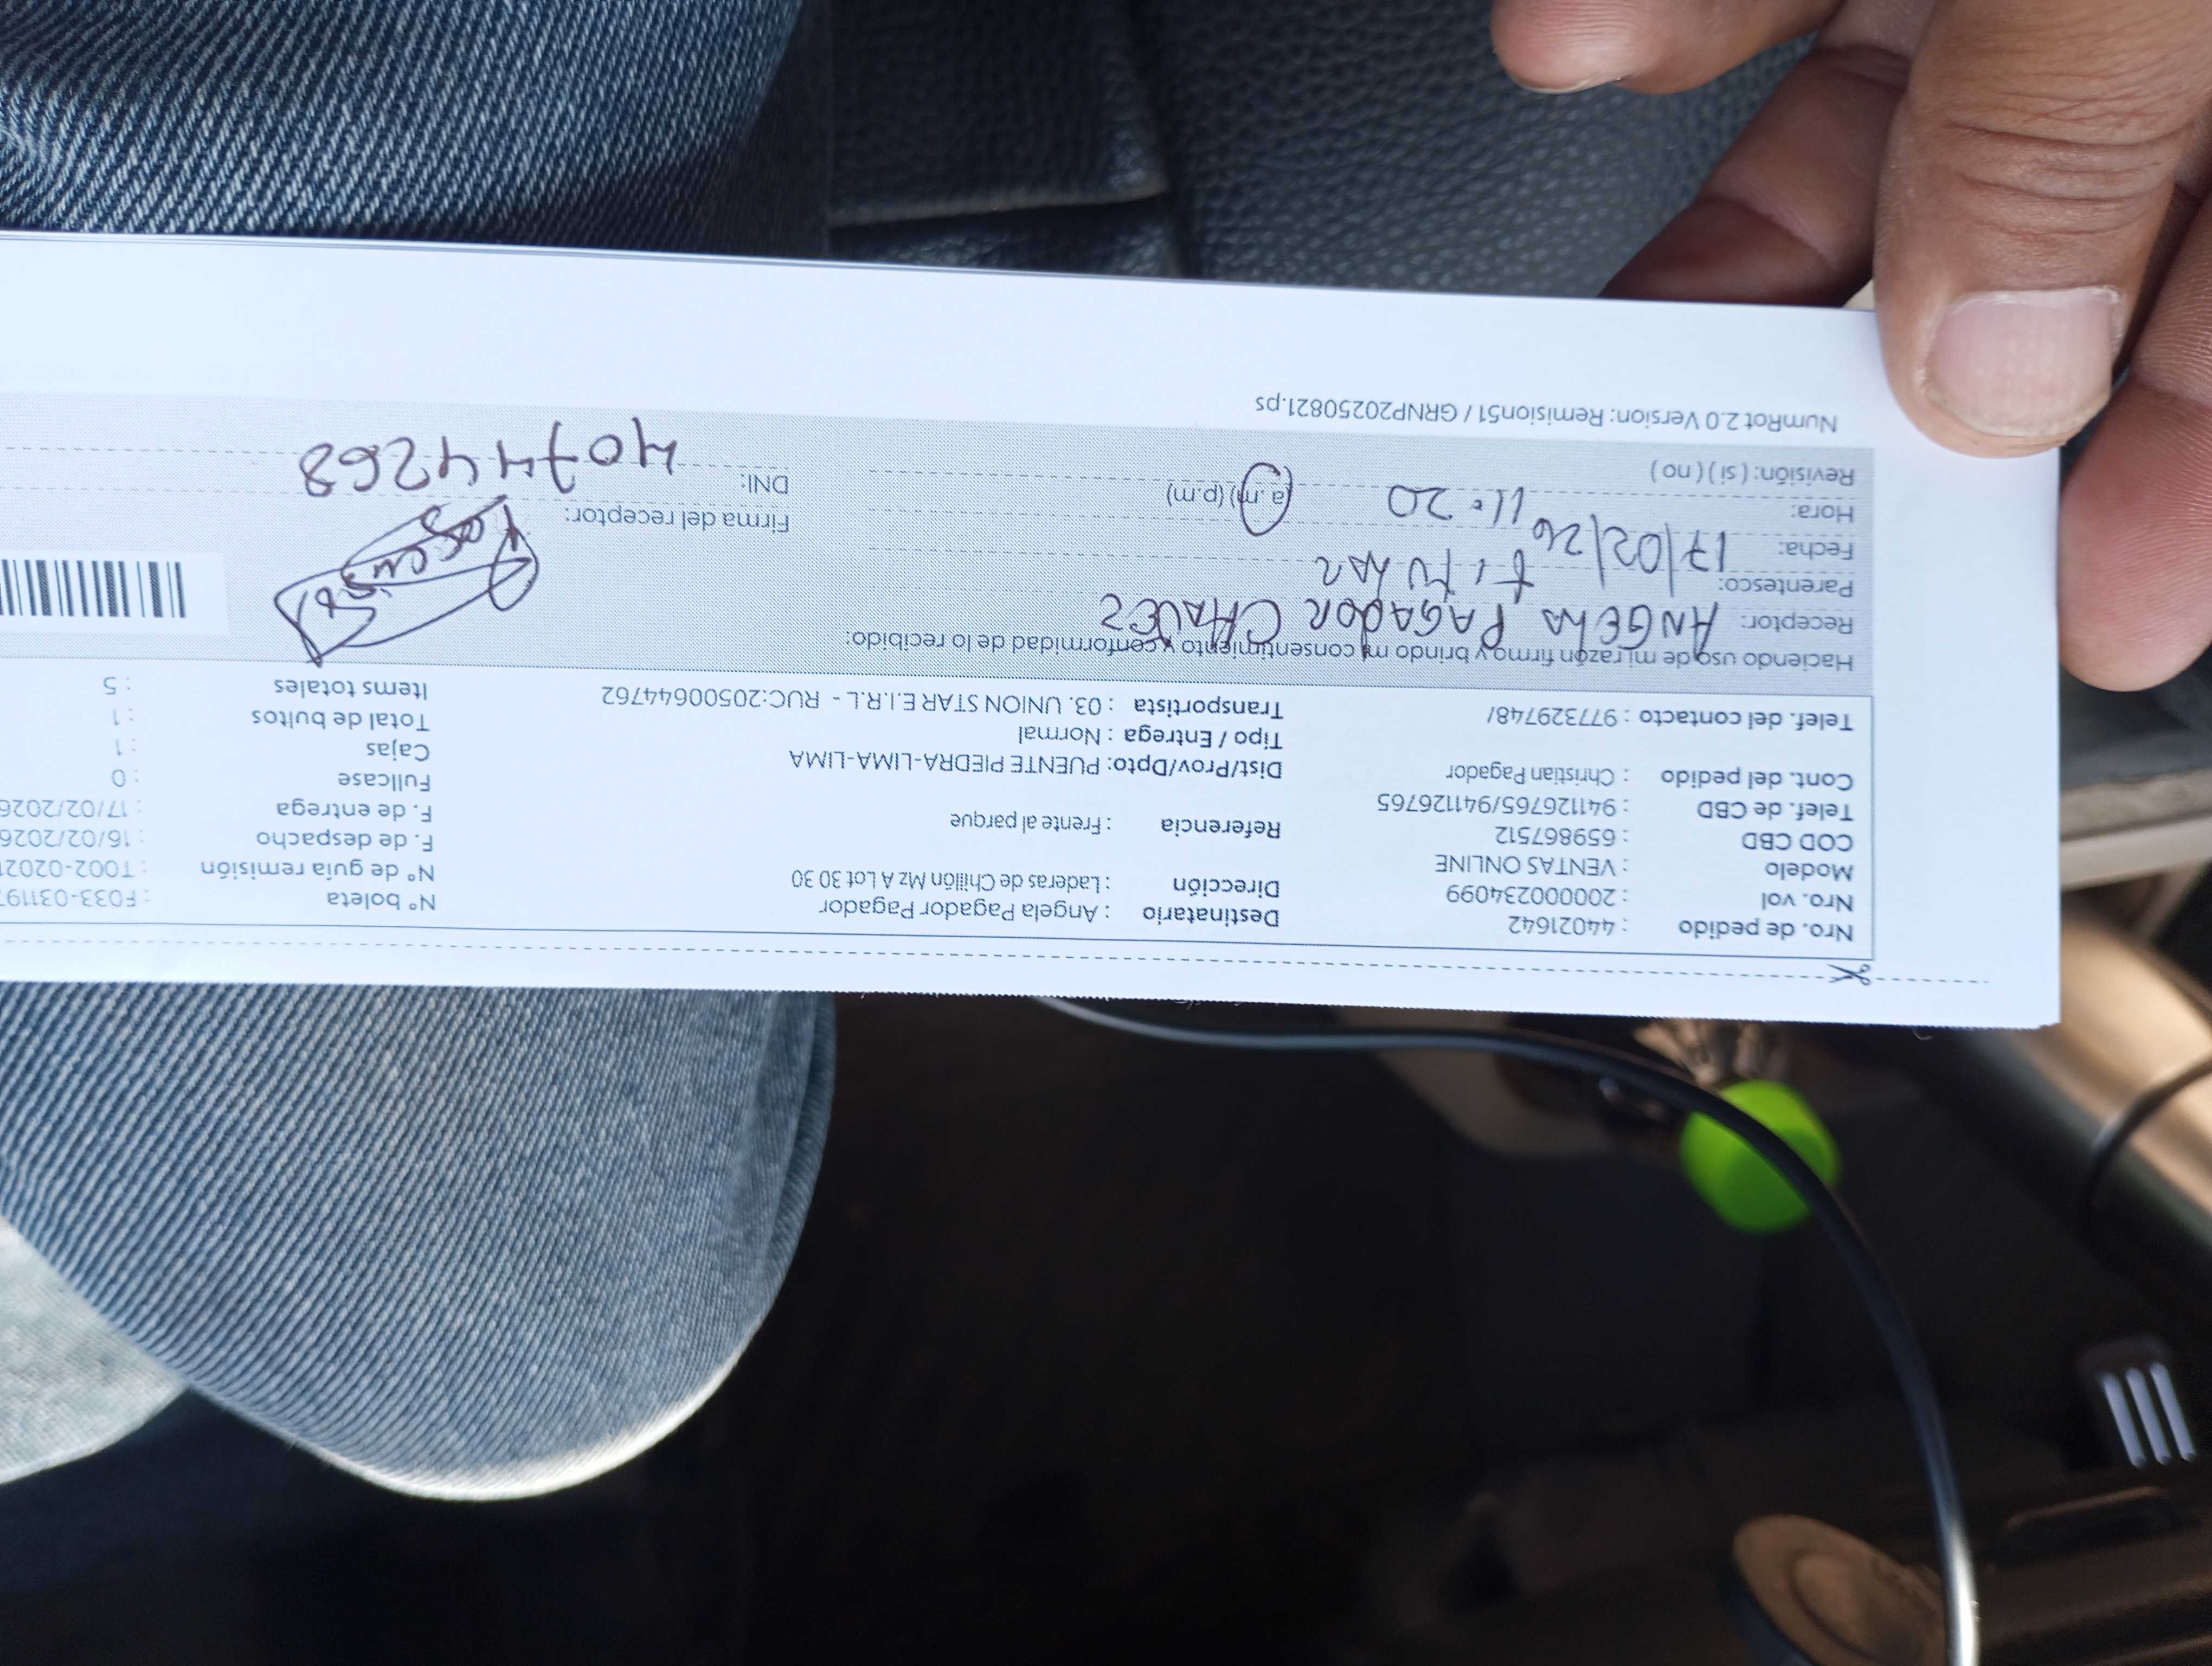 Nro. de pedido : 44021642
Nro. vol : 20000234099
Modelo : VENTAS ONLINE
COD CBD : 659867512
Telef. de CBD : 941126765/941126765
Cont. del pedido : Christian Pagador
Telef. del contacto : 977329748/
Destinatario : Angela Pagador Pagador
Dirección : Laderas de Chillón Mz A Lot 30 30
Referencia : Frente al parque
Dist/Prov/Dpto: PUENTE PIEDRA-LIMA-LIMA
Tipo / Entrega : Normal
Transportista : 03. UNION STAR E.I.R.L - RUC:20500644762
N° boleta : F033-03119
N° de guía remisión : T002-0202
F. de despacho : 16/02/2026
F. de entrega : 17/02/2026
Fullcase : 0
Cajas : 1
Total de bultos : 1
Items totales : 5
Haciendo uso de mi razón firmo y brindo mi consentimiento y conformidad de lo recibido:
Receptor: ANGELA PAGADOR CHAVEZ
Parentesco: titular
Fecha: 17/02/26
Hora: 11:20 (a.m) (p.m)
Revisión: ( si ) ( no )
Firma del receptor:
DNI: 40744268
NumRot 2.0 Version: Remision51 / GRNP20250821.ps